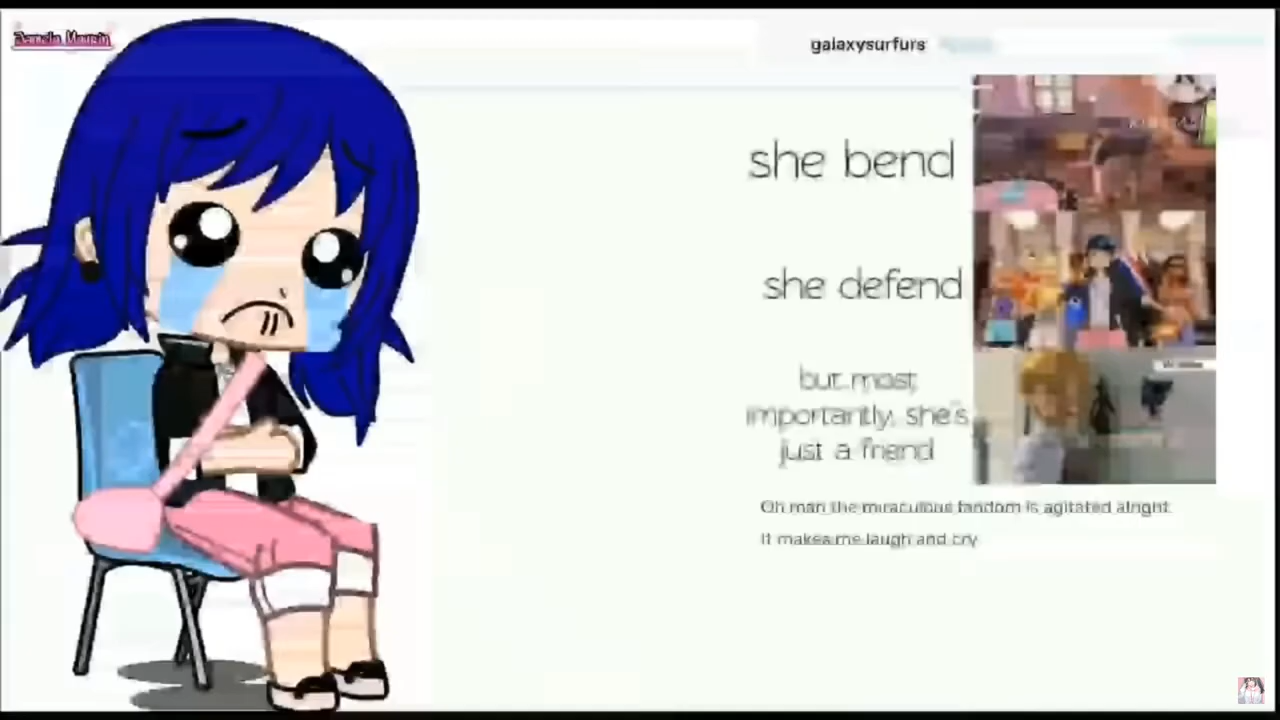 galaxysurfurs
she bend
she defend
but most
importantly, she's
just a friend
Oh man the miraculous fandom is agitated alright
It makes me laugh and cry